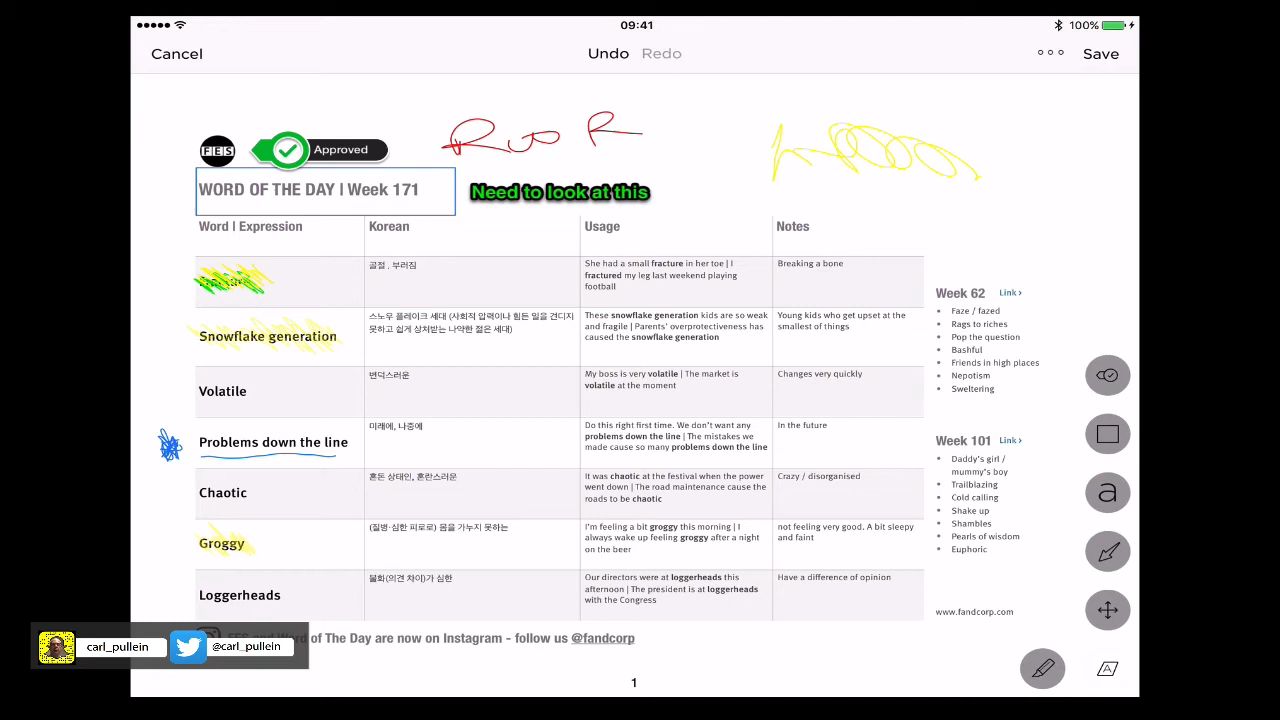 09:41
100%
Cancel
Undo Redo
Save
FES
Approved
WORD OF THE DAY | Week 171
Need to look at this
Word | Expression
Korean
Usage
Notes
골절 , 부러짐
She had a small fracture in her toe | I
fractured my leg last weekend playing
football
Breaking a bone
Snowflake generation
스노우 플레이크 세대 (사회적 압력이나 힘든 일을 견디지
못하고 쉽게 상처받는 나약한 젊은 세대)
These snowflake generation kids are so weak
and fragile | Parents' overprotectiveness has
caused the snowflake generation
Young kids who get upset at the
smallest of things
Volatile
변덕스러운
My boss is very volatile | The market is
volatile at the moment
Changes very quickly
Problems down the line
미래에, 나중에
Do this right first time. We don't want any
problems down the line | The mistakes we
made cause so many problems down the line
In the future
Chaotic
혼돈 상태인, 혼란스러운
It was chaotic at the festival when the power
went down | The road maintenance cause the
roads to be chaotic
Crazy / disorganised
Groggy
(질병·심한 피로로) 몸을 가누지 못하는
I'm feeling a bit groggy this morning | I
always wake up feeling groggy after a night
on the beer
not feeling very good. A bit sleepy
and faint
Loggerheads
불화(의견 차이)가 심한
Our directors were at loggerheads this
afternoon | The president is at loggerheads
with the Congress
Have a difference of opinion
Week 62 Link ›
• Faze / fazed
• Rags to riches
• Pop the question
• Bashful
• Friends in high places
• Nepotism
• Sweltering
Week 101 Link ›
• Daddy's girl /
mummy's boy
• Trailblazing
• Cold calling
• Shake up
• Shambles
• Pearls of wisdom
• Euphoric
www.fandcorp.com
of The Day are now on Instagram - follow us @fandcorp
carl_pullein
@carl_pullein
1
a
A